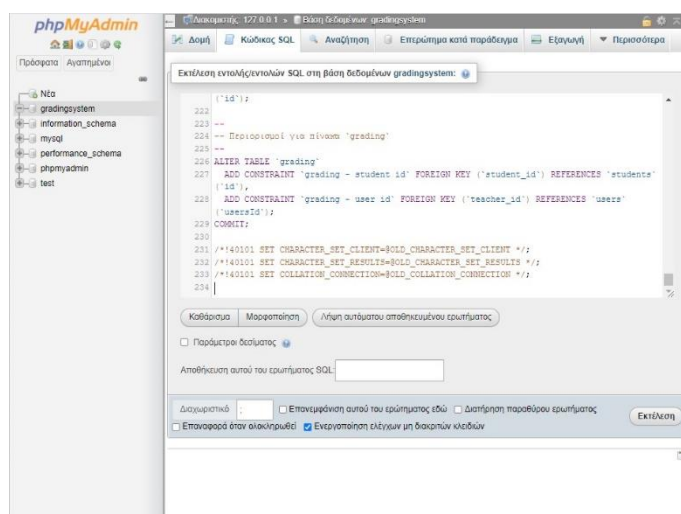 phpMyAdmin
Πρόσφατα Αγαπημένοι
Νέα
gradingsystem
information_schema
mysql
performance_schema
phpmyadmin
test
Διακομιστής: 127.0.0.1 » Βάση δεδομένων: gradingsystem
Δομή Κώδικας SQL Αναζήτηση Επερώτημα κατά παράδειγμα Εξαγωγή Περισσότερα
Εκτέλεση εντολής/εντολών SQL στη βάση δεδομένων gradingsystem:
(`id`);
222
223 --
224 -- Περιορισμοί για πίνακα `grading`
225 --
226 ALTER TABLE `grading`
227 ADD CONSTRAINT `grading - student id` FOREIGN KEY (`student_id`) REFERENCES `students`
(`id`),
228 ADD CONSTRAINT `grading - user id` FOREIGN KEY (`teacher_id`) REFERENCES `users`
(`usersId`);
229 COMMIT;
230
231 /*!40101 SET CHARACTER_SET_CLIENT=@OLD_CHARACTER_SET_CLIENT */;
232 /*!40101 SET CHARACTER_SET_RESULTS=@OLD_CHARACTER_SET_RESULTS */;
233 /*!40101 SET COLLATION_CONNECTION=@OLD_COLLATION_CONNECTION */;
234
Καθάρισμα Μορφοποίηση Λήψη αυτόματου αποθηκευμένου ερωτήματος
Παράμετροι δεσίματος
Αποθήκευση αυτού του ερωτήματος SQL:
Διαχωριστικό ; Επανεμφάνιση αυτού του ερώτηματος εδώ Διατήρηση παραθύρου ερωτήματος
Επαναφορά όταν ολοκληρωθεί Ενεργοποίηση ελέγχων μη διακριτών κλειδιών
Εκτέλεση